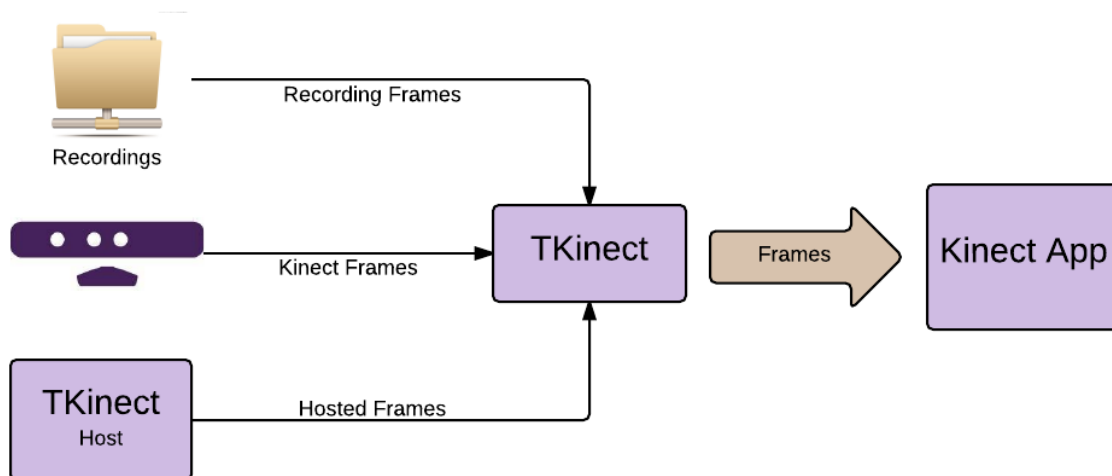 Recording Frames
Recordings
TKinect
Kinect App
Frames
Kinect Frames
TKinect
Host
Hosted Frames